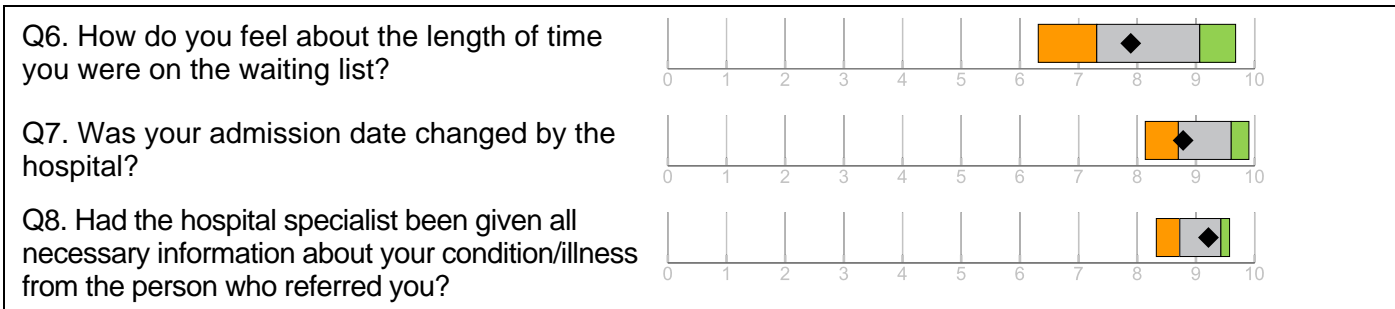 Q6. How do you feel about the length of time
you were on the waiting list?
0 1 2 3 4 5 6 7 8 9 10
Q7. Was your admission date changed by the
hospital?
0 1 2 3 4 5 6 7 8 9 10
Q8. Had the hospital specialist been given all
necessary information about your condition/illness
from the person who referred you?
0 1 2 3 4 5 6 7 8 9 10